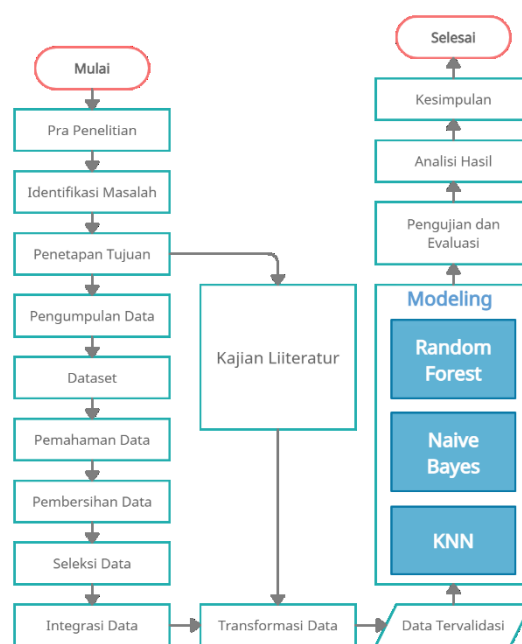 Mulai
Pra Penelitian
Identifikasi Masalah
Penetapan Tujuan
Pengumpulan Data
Dataset
Pemahaman Data
Pembersihan Data
Seleksi Data
Integrasi Data
Kajian Liiteratur
Transformasi Data
Data Tervalidasi
Modeling
Random
Forest
Naive
Bayes
KNN
Pengujian dan
Evaluasi
Analisi Hasil
Kesimpulan
Selesai